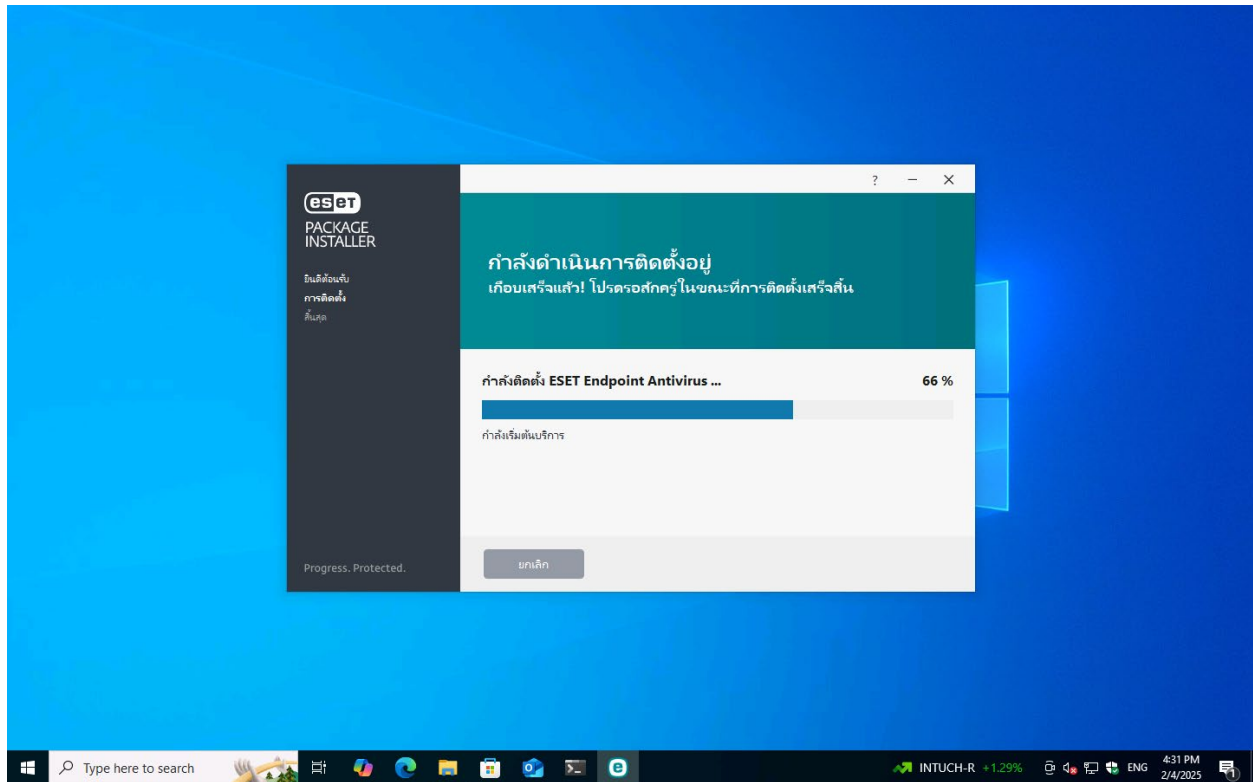 eset
PACKAGE
INSTALLER
ยินดีต้อนรับ
การติดตั้ง
สิ้นสุด
Progress. Protected.
?
กำลังดำเนินการติดตั้งอยู่
เกือบเสร็จแล้ว! โปรดรอสักครู่ในขณะที่การติดตั้งเสร็จสิ้น
กำลังติดตั้ง ESET Endpoint Antivirus ... 66 %
กำลังเริ่มต้นบริการ
ยกเลิก
Type here to search
e
INTUCH-R +1.29%
ENG
4:31 PM
2/4/2025